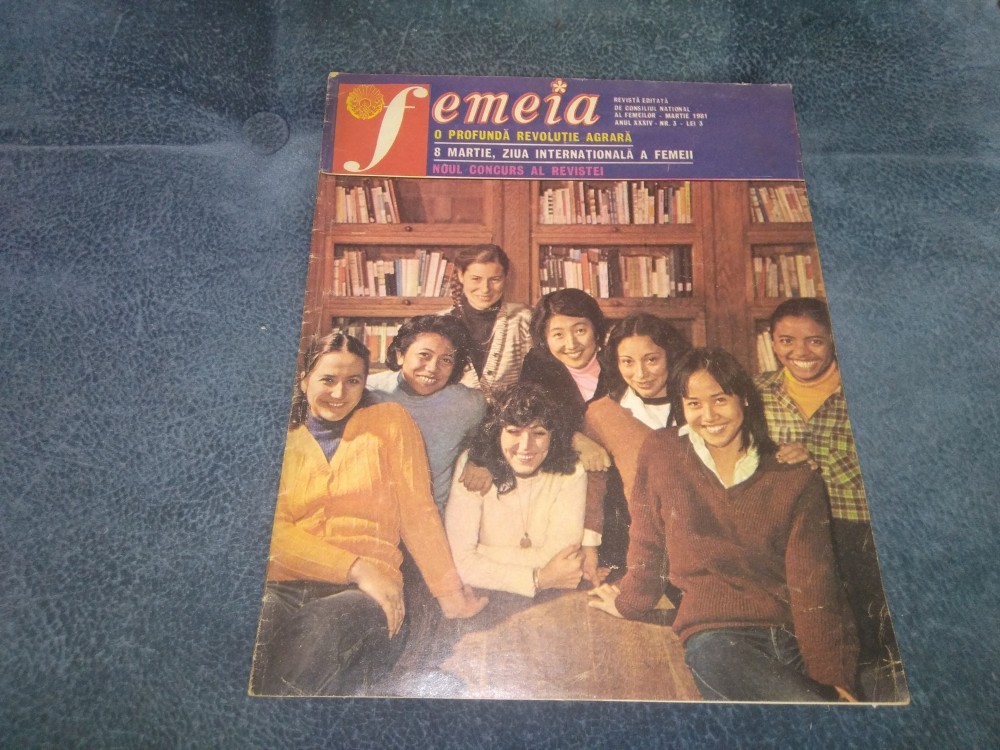 femeia
REVISTĂ EDITATĂ
DE CONSILIUL NAȚIONAL
AL FEMEILOR - MARTIE 1981
ANUL XXXIV - NR. 3 - LEI 3
O PROFUNDĂ REVOLUȚIE AGRARĂ
8 MARTIE, ZIUA INTERNAȚIONALĂ A FEMEII
NOUL CONCURS AL REVISTEI